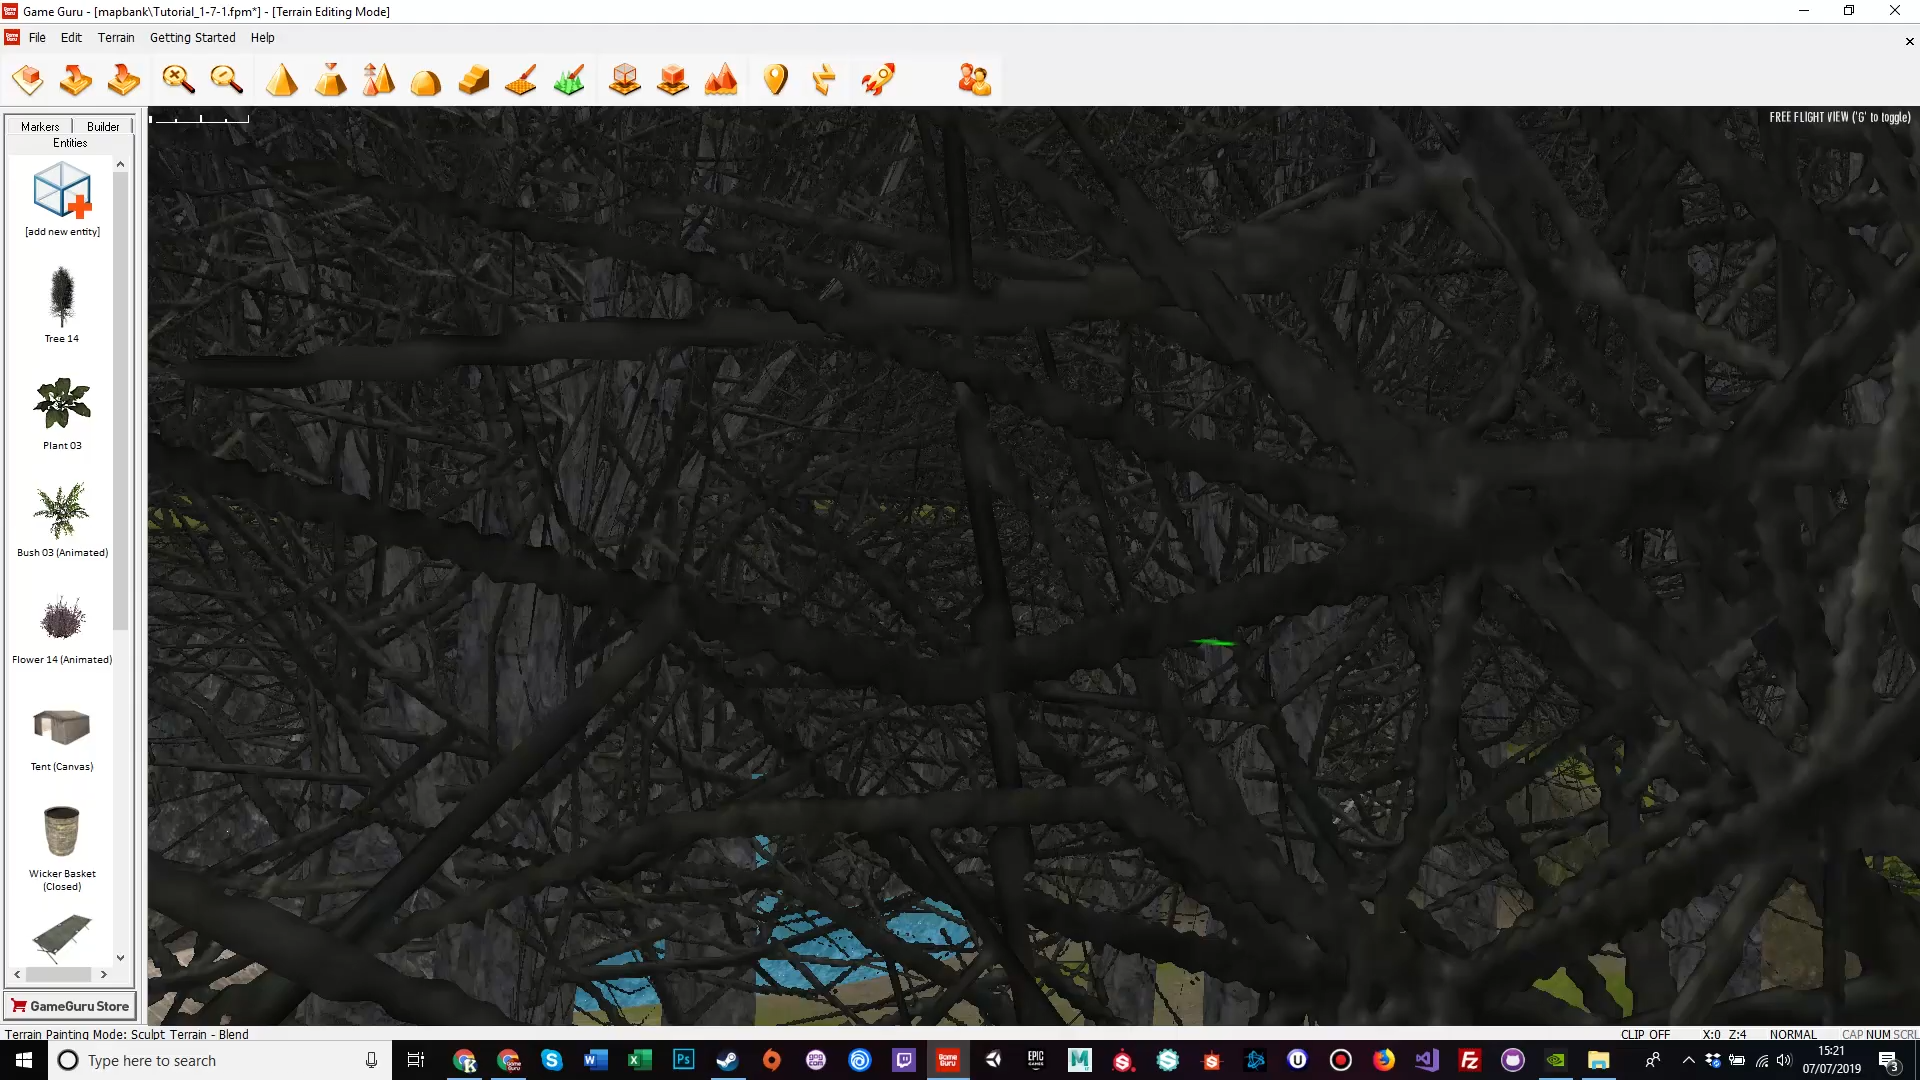 Game Guru - [mapbank\Tutorial_1-7-1.fpm*] - [Terrain Editing Mode]
File Edit Terrain Getting Started Help
FREE FLIGHT VIEW ('G' to toggle)
Markers Builder
Entities
[add new entity]
Tree 14
Plant 03
Bush 03 (Animated)
Flower 14 (Animated)
Tent (Canvas)
Wicker Basket
(Closed)
GameGuru Store
Terrain Painting Mode: Sculpt Terrain - Blend
CLIP OFF X:0 Z:4 NORMAL CAP NUM SCRL
Type here to search
15:21
07/07/2019
3